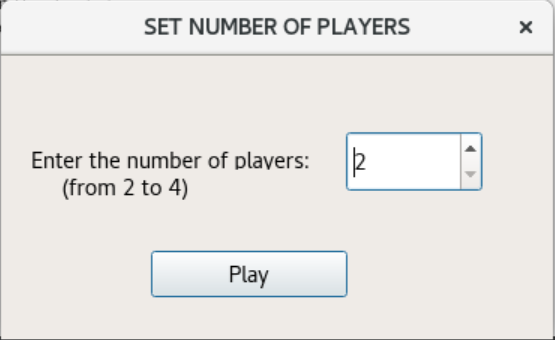 SET NUMBER OF PLAYERS
Enter the number of players:
(from 2 to 4)
2
Play